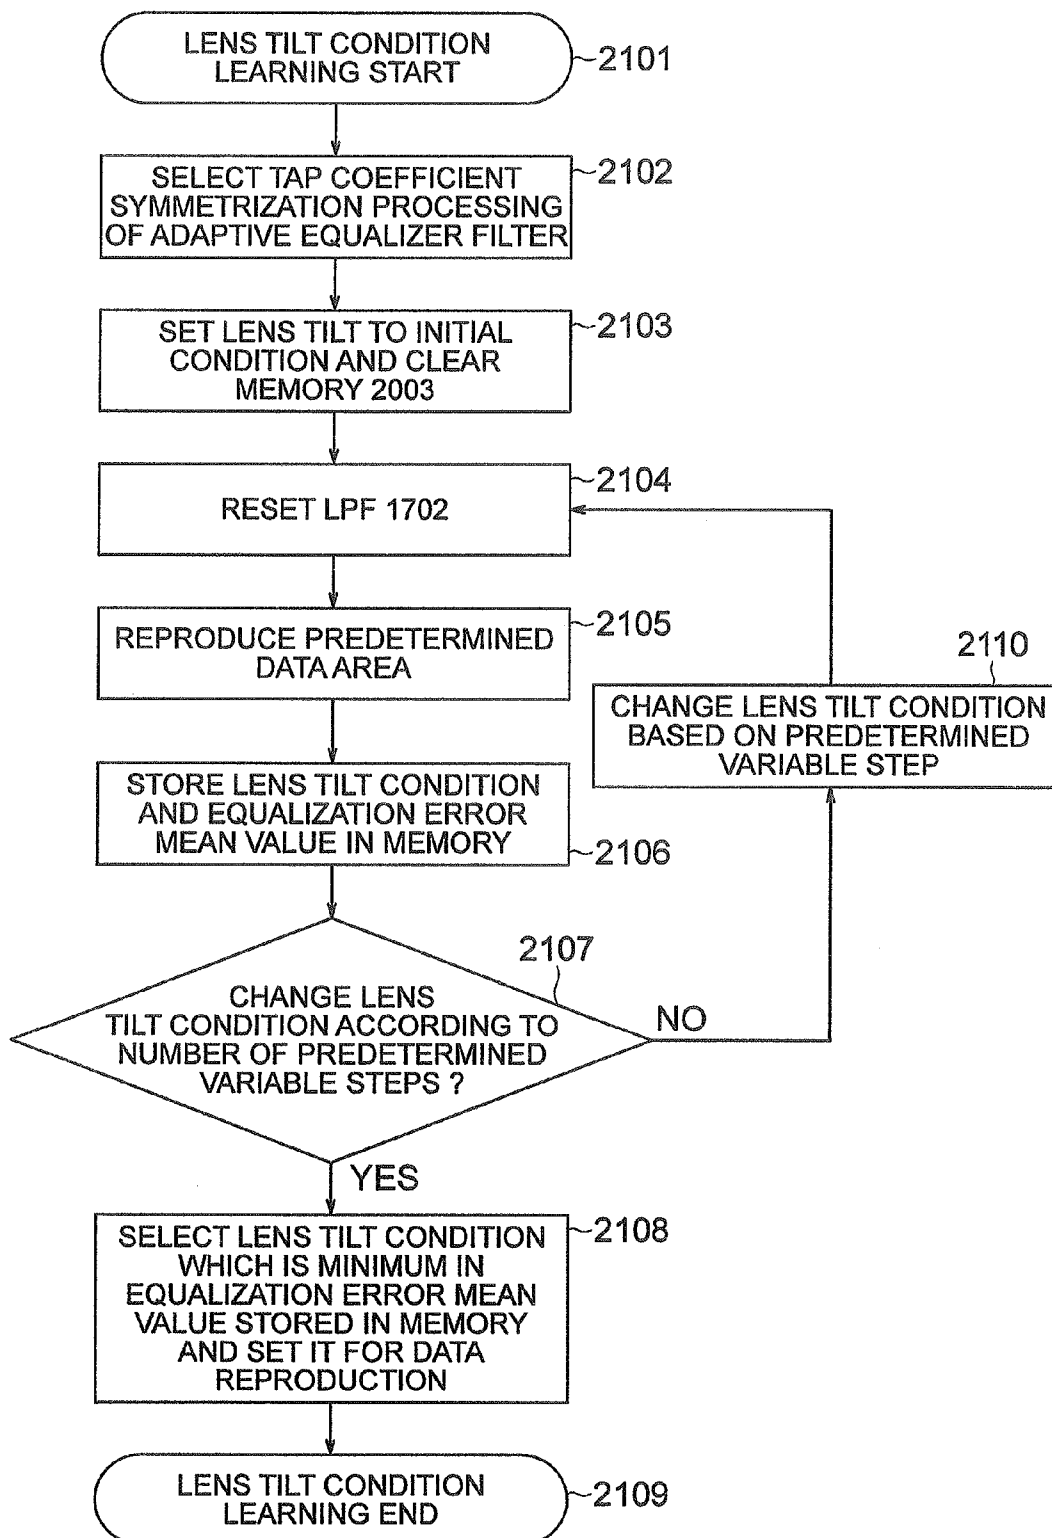 LENS TILT CONDITION
LEARNING START
2101
SELECT TAP COEFFICIENT
SYMMETRIZATION PROCESSING
OF ADAPTIVE EQUALIZER FILTER
2102
SET LENS TILT TO INITIAL
CONDITION AND CLEAR
MEMORY 2003
2103
RESET LPF 1702
2104
REPRODUCE PREDETERMINED
DATA AREA
2105
STORE LENS TILT CONDITION
AND EQUALIZATION ERROR
MEAN VALUE IN MEMORY
2106
CHANGE LENS
TILT CONDITION ACCORDING TO
NUMBER OF PREDETERMINED
VARIABLE STEPS ?
2107
NO
2110
CHANGE LENS TILT CONDITION
BASED ON PREDETERMINED
VARIABLE STEP
YES
SELECT LENS TILT CONDITION
WHICH IS MINIMUM IN
EQUALIZATION ERROR MEAN
VALUE STORED IN MEMORY
AND SET IT FOR DATA
REPRODUCTION
2108
LENS TILT CONDITION
LEARNING END
2109